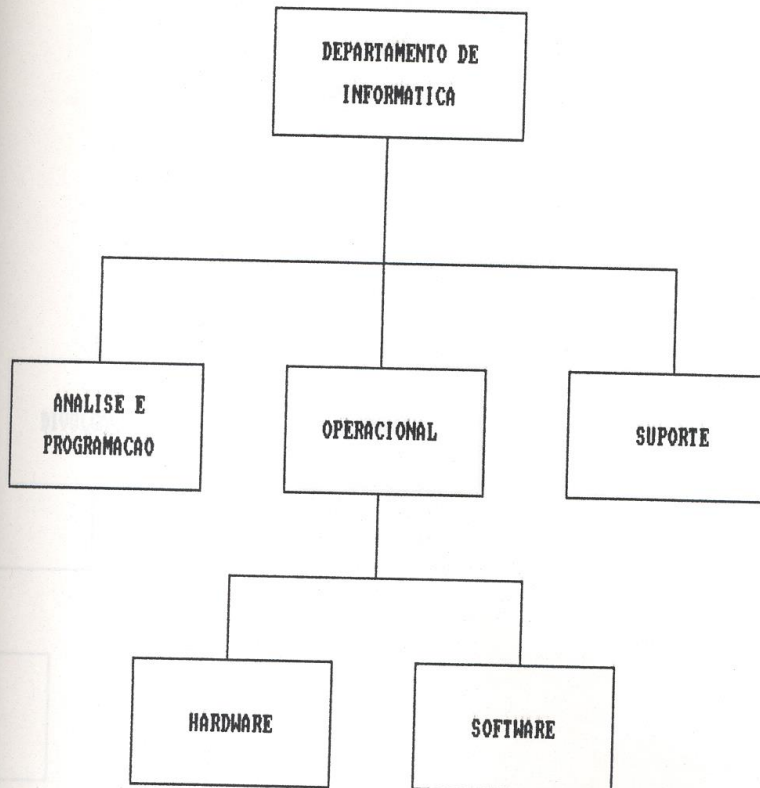 DEPARTAMENTO DE
INFORMATICA
ANALISE E
PROGRAMACAO
OPERACIONAL
SUPORTE
HARDWARE
SOFTWARE